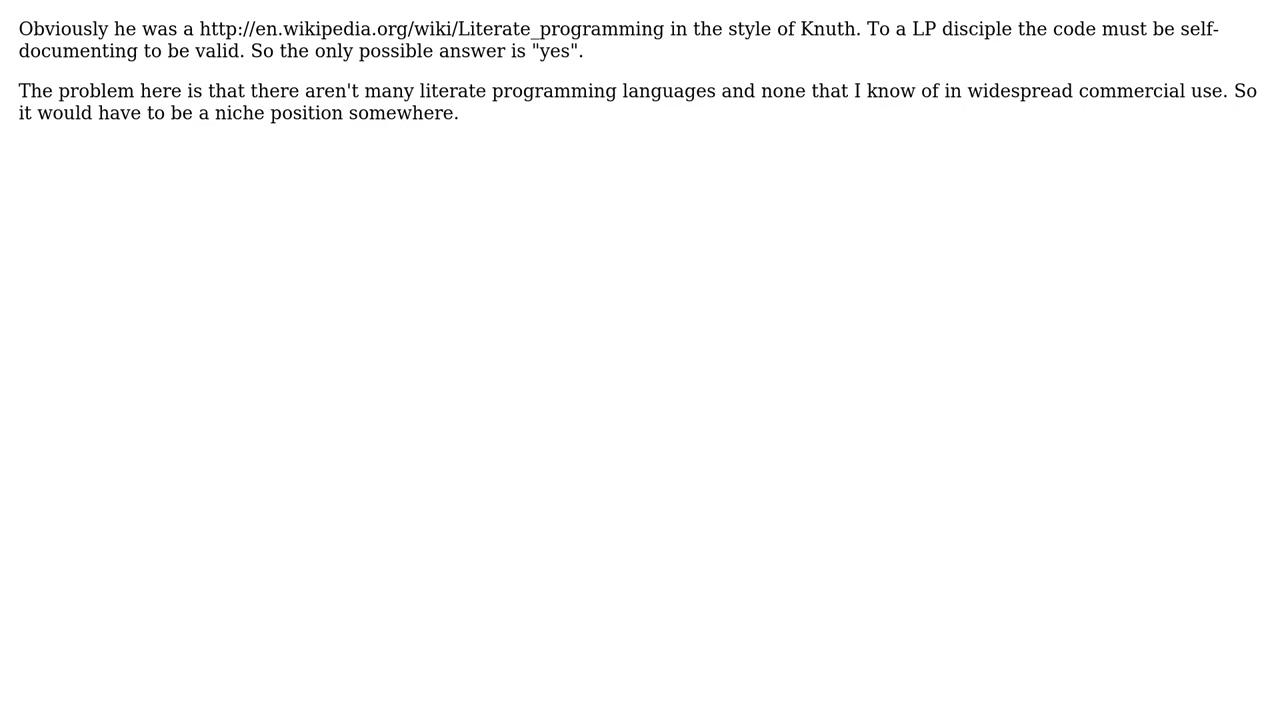 Obviously he was a http://en.wikipedia.org/wiki/Literate_programming in the style of Knuth. To a LP disciple the code must be self-
documenting to be valid. So the only possible answer is "yes".
The problem here is that there aren't many literate programming languages and none that I know of in widespread commercial use. So
it would have to be a niche position somewhere.